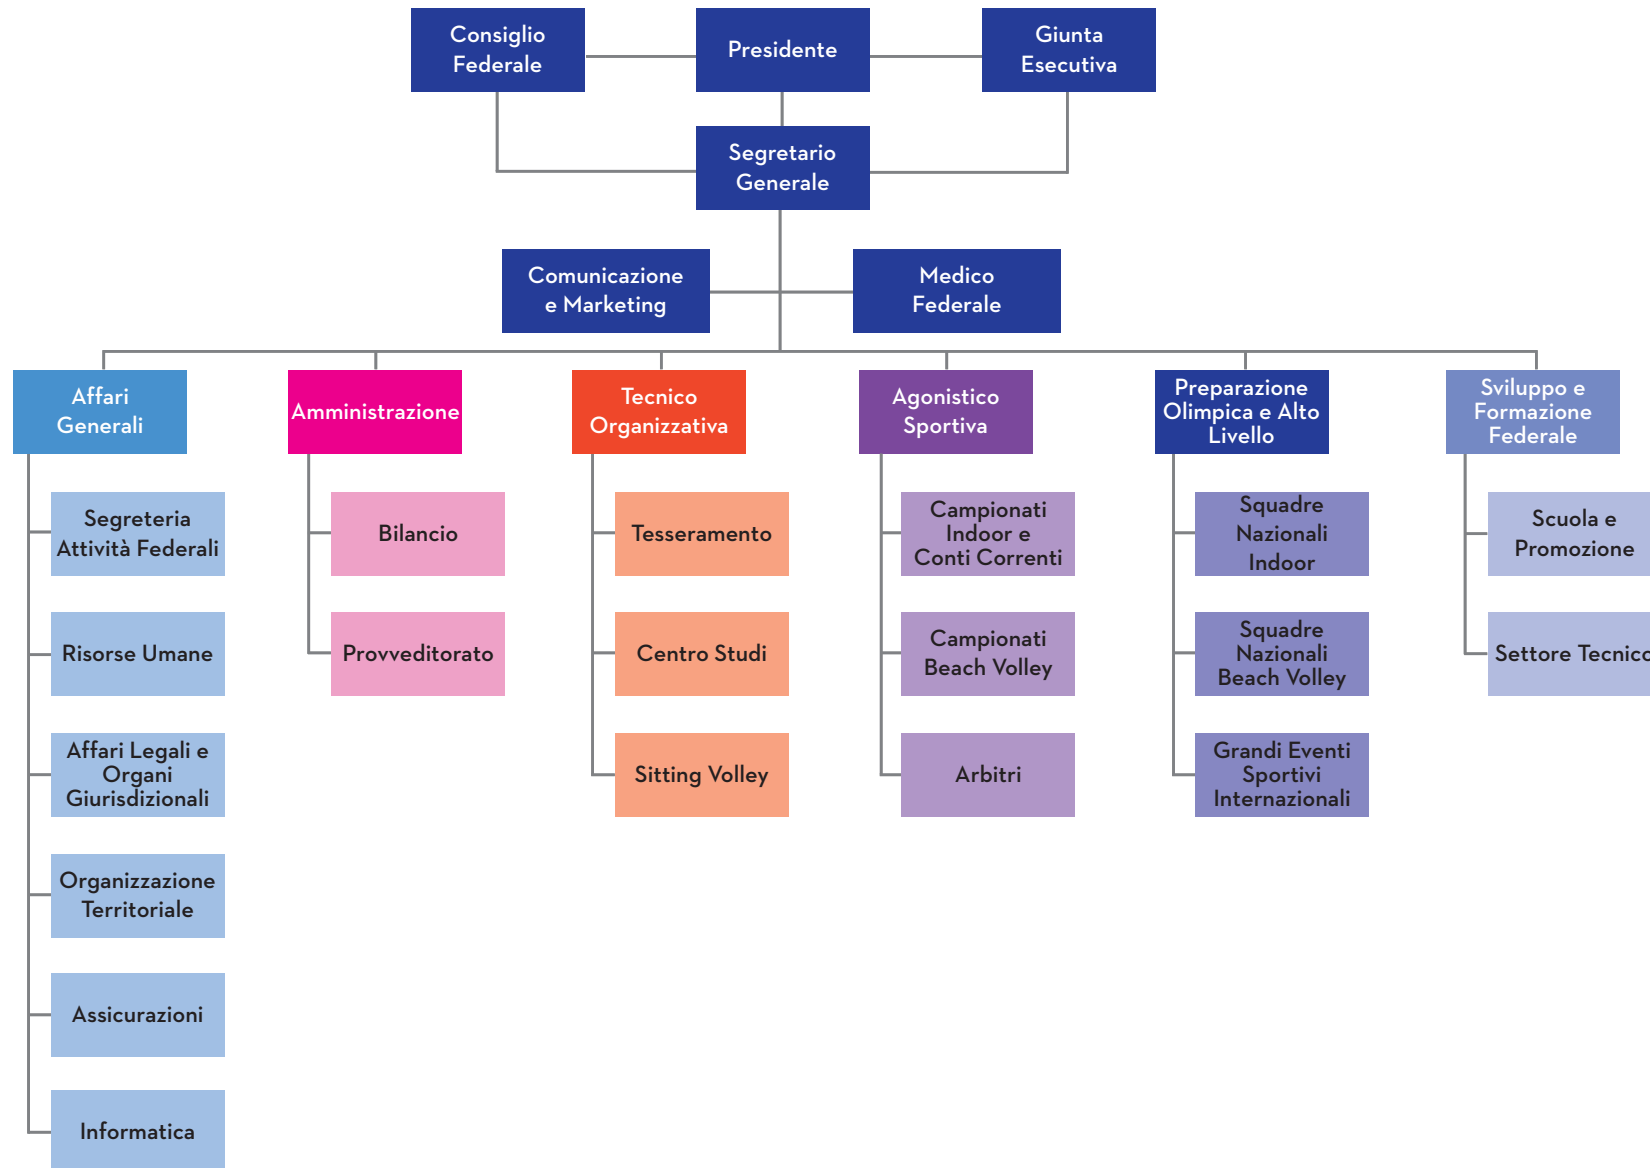 Consiglio
Federale
Presidente
Giunta
Esecutiva
Segretario
Generale
Comunicazione
e Marketing
Medico
Federale
Affari
Generali
Amministrazione
Tecnico
Organizzativa
Agonistico
Sportiva
Preparazione
Olimpica e Alto
Livello
Sviluppo e
Formazione
Federale
Segreteria
Attività Federali
Risorse Umane
Affari Legali e
Organi
Giurisdizionali
Organizzazione
Territoriale
Assicurazioni
Informatica
Bilancio
Provveditorato
Tesseramento
Centro Studi
Sitting Volley
Campionati
Indoor e
Conti Correnti
Campionati
Beach Volley
Arbitri
Squadre
Nazionali
Indoor
Squadre
Nazionali
Beach Volley
Grandi Eventi
Sportivi
Internazionali
Scuola e
Promozione
Settore Tecnico